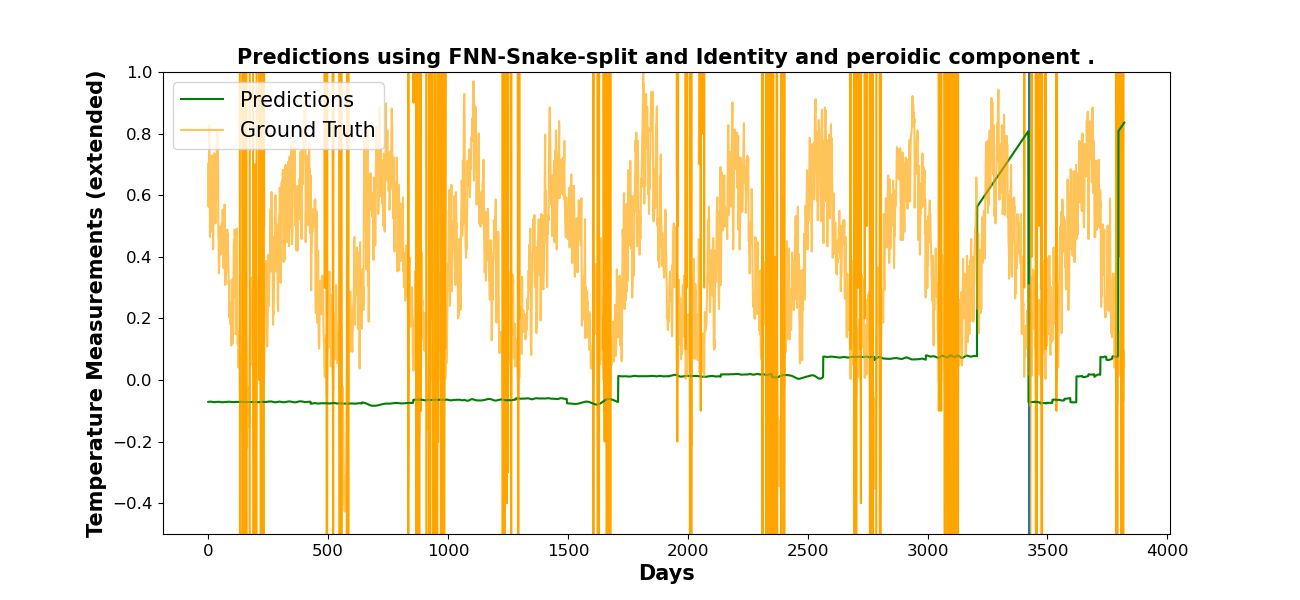 Predictions using FNN-Snake-split and Identity and peroidic component .
Temperature Measurements (extended)
1.0
0.8
0.6
0.4
0.2
0.0
−0.2
−0.4
Predictions
Ground Truth
0 500 1000 1500 2000 2500 3000 3500 4000
Days